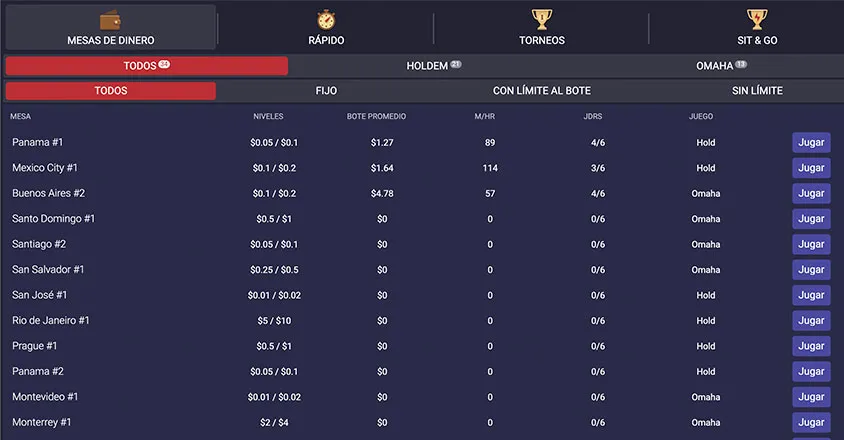 MESAS DE DINERO RÁPIDO TORNEOS SIT & GO
TODOS 34 HOLDEM 21 OMAHA 13
TODOS FIJO CON LÍMITE AL BOTE SIN LÍMITE
MESA NIVELES BOTE PROMEDIO M/HR JDRS JUEGO
Panama #1 $0.05 / $0.1 $1.27 89 4/6 Hold Jugar
Mexico City #1 $0.1 / $0.2 $1.64 114 3/6 Hold Jugar
Buenos Aires #2 $0.1 / $0.2 $4.78 57 4/6 Omaha Jugar
Santo Domingo #1 $0.5 / $1 $0 0 0/6 Omaha Jugar
Santiago #2 $0.05 / $0.1 $0 0 0/6 Omaha Jugar
San Salvador #1 $0.25 / $0.5 $0 0 0/6 Omaha Jugar
San José #1 $0.01 / $0.02 $0 0 0/6 Hold Jugar
Rio de Janeiro #1 $5 / $10 $0 0 0/6 Hold Jugar
Prague #1 $0.5 / $1 $0 0 0/6 Hold Jugar
Panama #2 $0.05 / $0.1 $0 0 0/6 Hold Jugar
Montevideo #1 $0.01 / $0.02 $0 0 0/6 Omaha Jugar
Monterrey #1 $2 / $4 $0 0 0/6 Omaha Jugar